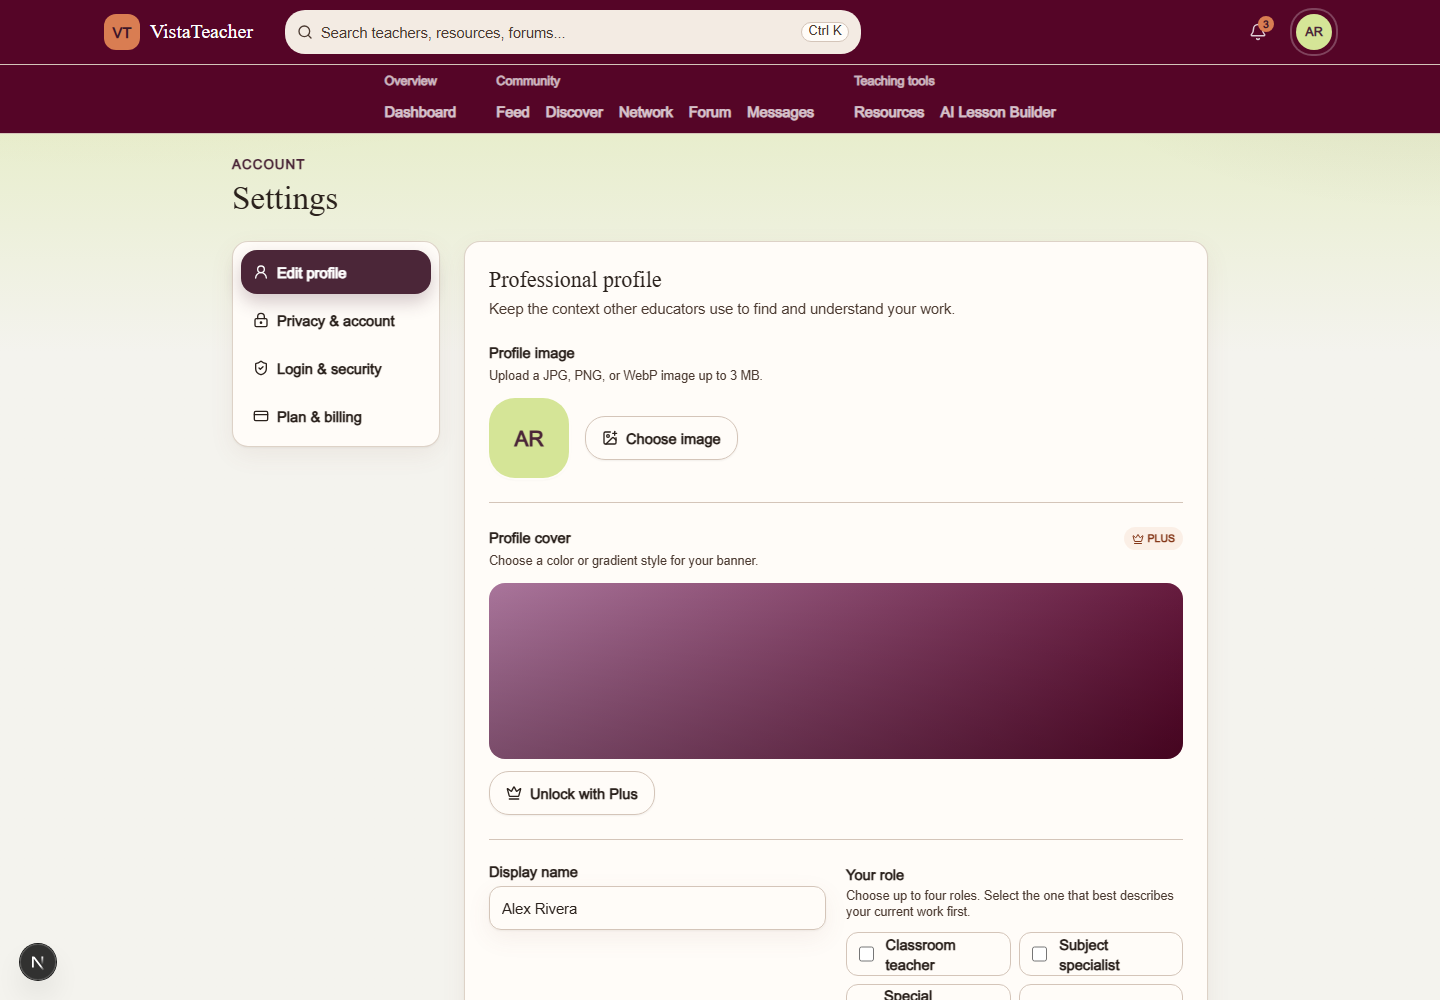 VT VistaTeacher
Search teachers, resources, forums...
Ctrl K
3
AR
Overview
Dashboard
Community
Feed Discover Network Forum Messages
Teaching tools
Resources AI Lesson Builder
ACCOUNT
Settings
Edit profile
Privacy & account
Login & security
Plan & billing
Professional profile
Keep the context other educators use to find and understand your work.
Profile image
Upload a JPG, PNG, or WebP image up to 3 MB.
AR
Choose image
Profile cover
PLUS
Choose a color or gradient style for your banner.
Unlock with Plus
Display name
Alex Rivera
Your role
Choose up to four roles. Select the one that best describes
your current work first.
Classroom
teacher
Subject
specialist
Special
N